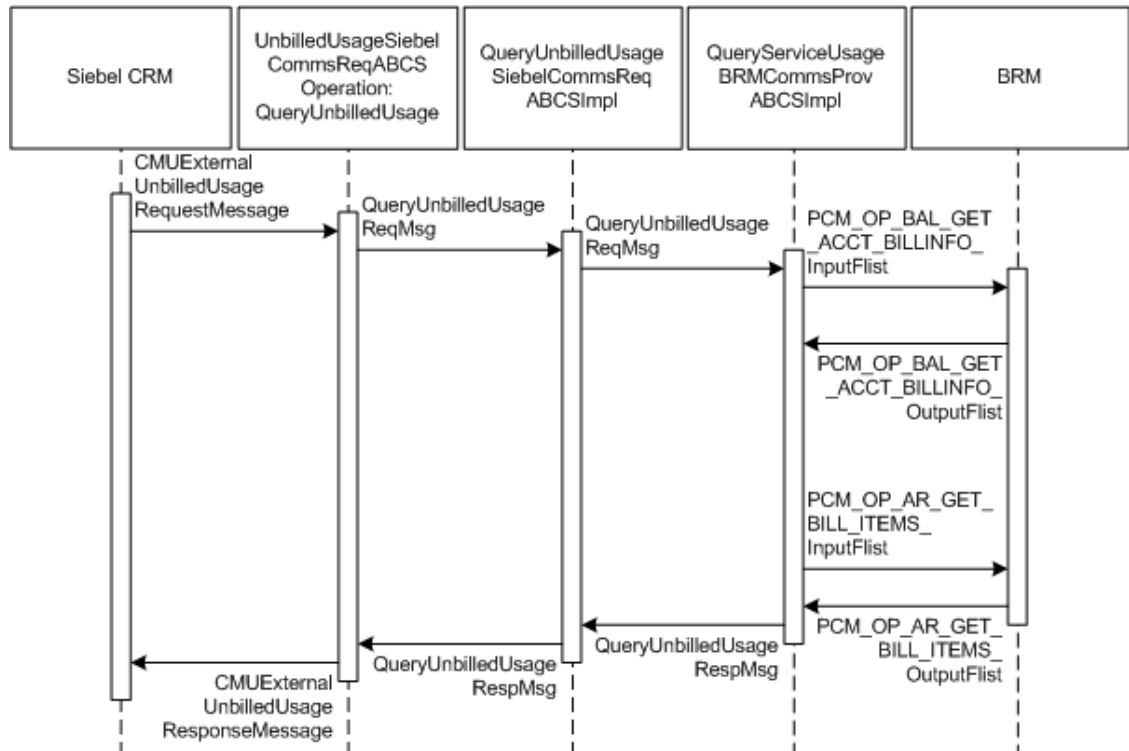 Siebel CRM
UnbilledUsageSiebel
CommsReqABCS
Operation:
QueryUnbilledUsage
QueryUnbilledUsage
SiebelCommsReq
ABCSImpl
QueryServiceUsage
BRMCommsProv
ABCSImpl
BRM
CMUExternal
UnbilledUsage
RequestMessage
QueryUnbilledUsage
ReqMsg
QueryUnbilledUsage
ReqMsg
PCM_OP_BAL_GET
_ACCT_BILLINFO_
InputFlist
PCM_OP_BAL_GET
_ACCT_BILLINFO_
OutputFlist
PCM_OP_AR_GET_
BILL_ITEMS_
InputFlist
PCM_OP_AR_GET_
BILL_ITEMS_
OutputFlist
QueryUnbilledUsage
RespMsg
QueryUnbilledUsage
RespMsg
CMUExternal
UnbilledUsage
ResponseMessage